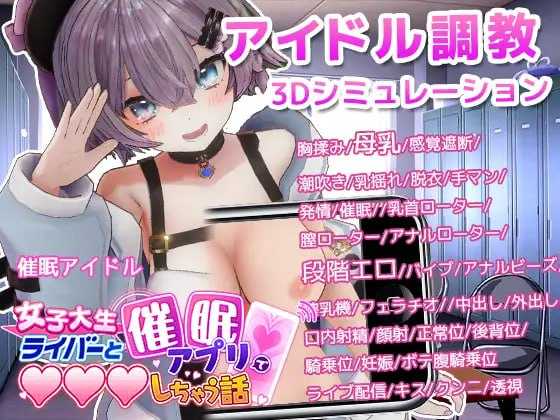 アイドル調教
3Dシミュレーション
胸揉み/母乳/感覚遮断/
潮吹き/乳揺れ/脱衣/手マン/
発情/催眠//乳首ローター/
膣ローター/アナルローター/
段階エロ/バイブ/アナルビーズ
乳機/フェラチオ//中出し/外出し
口内射精/顔射/正常位/後背位/
騎乗位/妊娠/ボテ腹騎乗位
ライブ配信/キス/クンニ/透視
催眠アイドル
女子大生
ライバーと
催眠
アプリで
♡♡♡しちゃう話